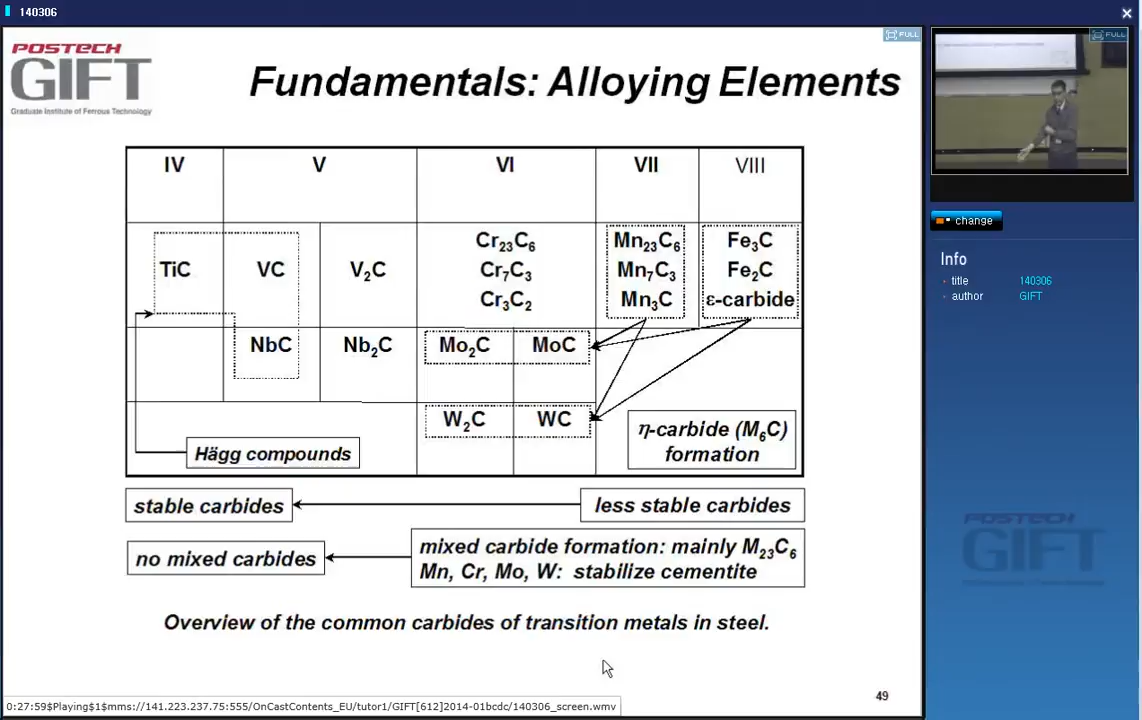 140306
POSTECH
GIFT
Graduate Institute of Ferrous Technology
FULL
FULL
Fundamentals: Alloying Elements
IV V VI VII VIII
Cr₂₃C₆ Mn₂₃C₆ Fe₃C
TiC VC V₂C Cr₇C₃ Mn₇C₃ Fe₂C
Cr₃C₂ Mn₃C ε-carbide
NbC Nb₂C Mo₂C MoC
W₂C WC
η-carbide (M₆C)
formation
Hägg compounds
stable carbides
less stable carbides
no mixed carbides
mixed carbide formation: mainly M₂₃C₆
Mn, Cr, Mo, W: stabilize cementite
Overview of the common carbides of transition metals in steel.
49
0:27:59$Playing$1$mms://141.223.237.75:555/OnCastContents_EU/tutor1/GIFT[612]2014-01bcdc/140306_screen.wmv
change
Info
title 140306
author GIFT
POSTECH
GIFT